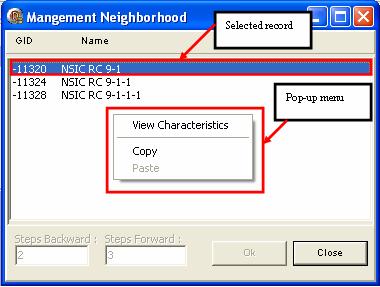 Mangement Neighborhood
Selected record
GID Name
-11320 NSIC RC 9-1
-11324 NSIC RC 9-1-1
-11328 NSIC RC 9-1-1-1
Pop-up menu
View Characteristics
Copy
Paste
Steps Backward : Steps Forward :
2 3 Ok Close